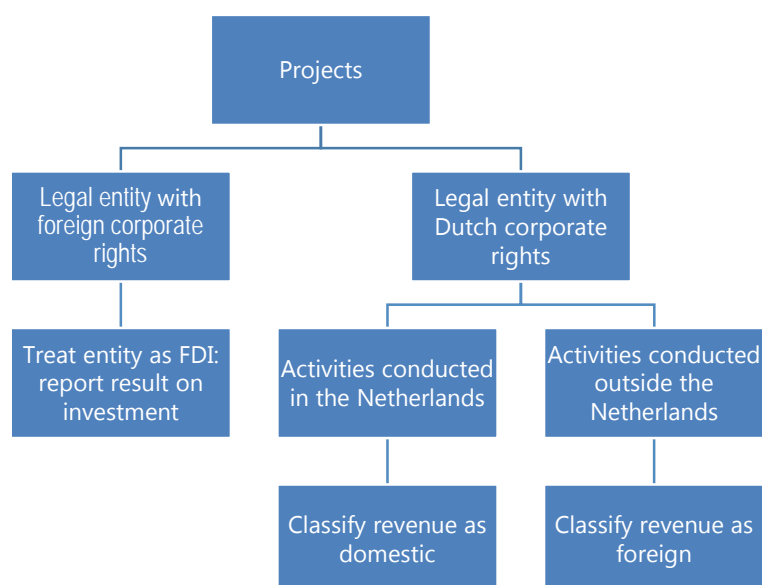 Projects
Legal entity with
foreign corporate
rights
Legal entity with
Dutch corporate
rights
Treat entity as FDI:
report result on
investment
Activities conducted
in the Netherlands
Activities conducted
outside the
Netherlands
Classify revenue as
domestic
Classify revenue as
foreign